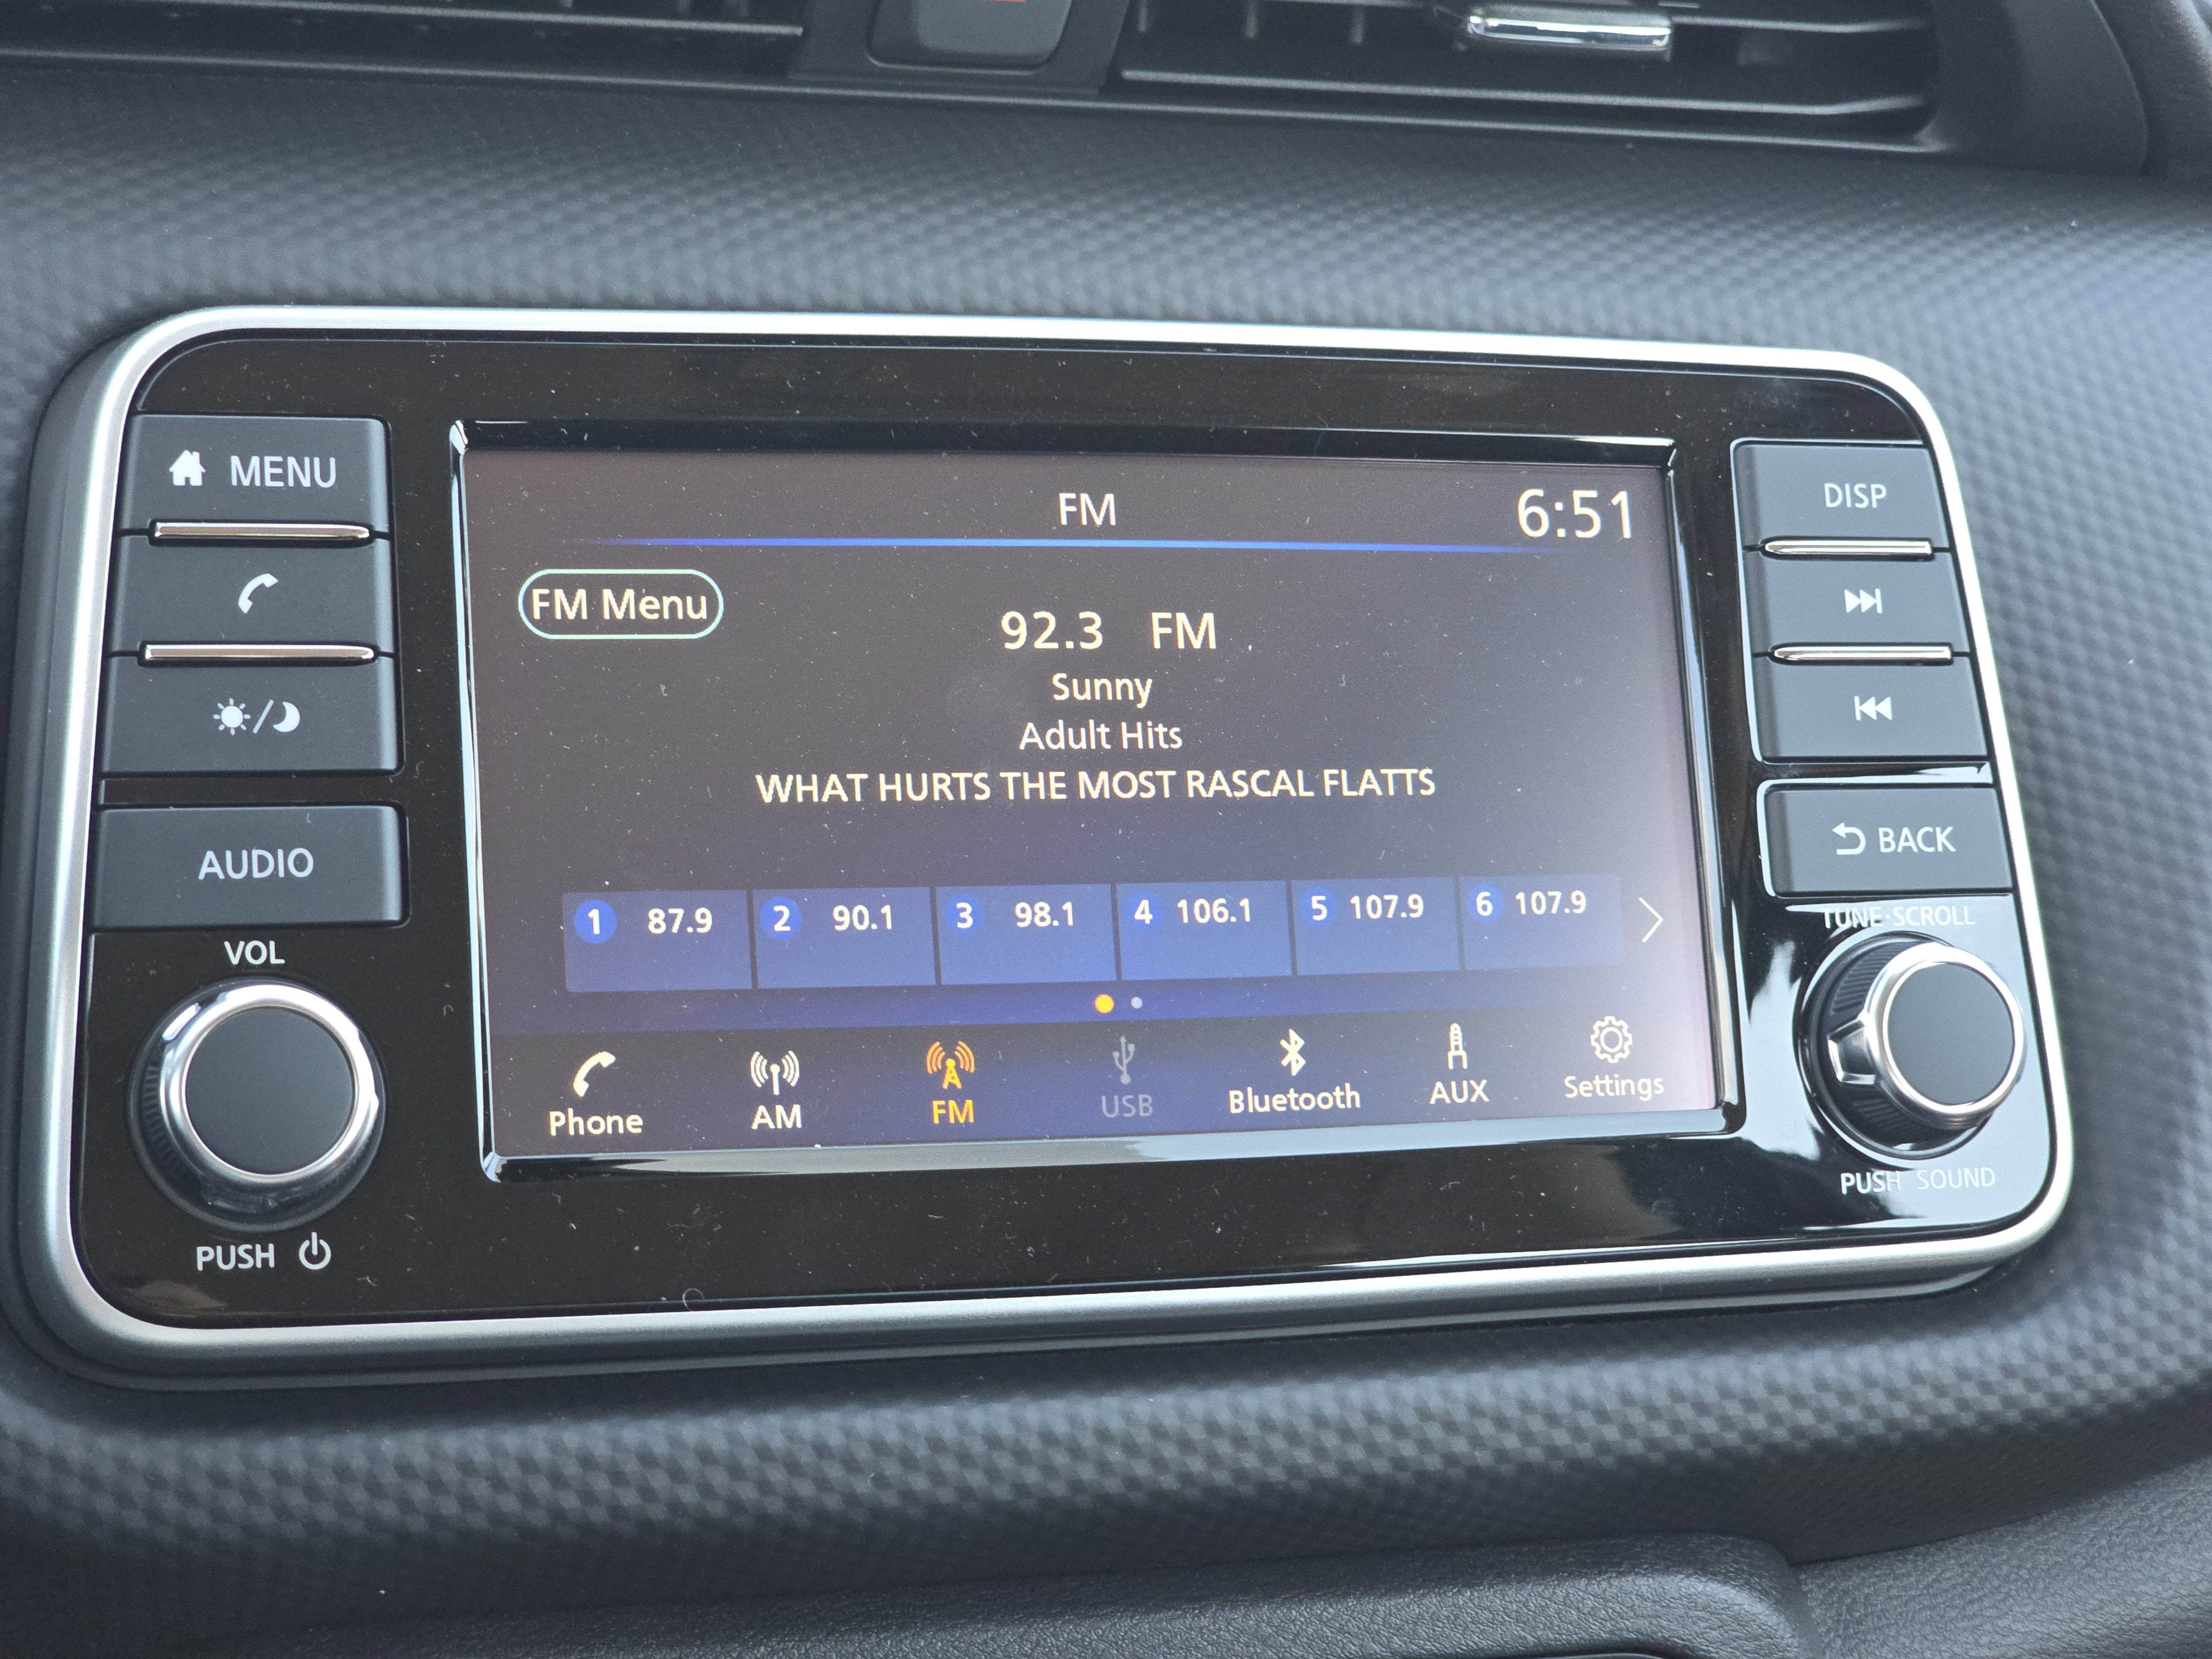 MENU
AUDIO
VOL
PUSH
FM
6:51
FM Menu
92.3 FM
Sunny
Adult Hits
WHAT HURTS THE MOST RASCAL FLATTS
1 87.9 2 90.1 3 98.1 4 106.1 5 107.9 6 107.9
Phone AM FM USB Bluetooth AUX Settings
DISP
BACK
TUNE·SCROLL
PUSH SOUND